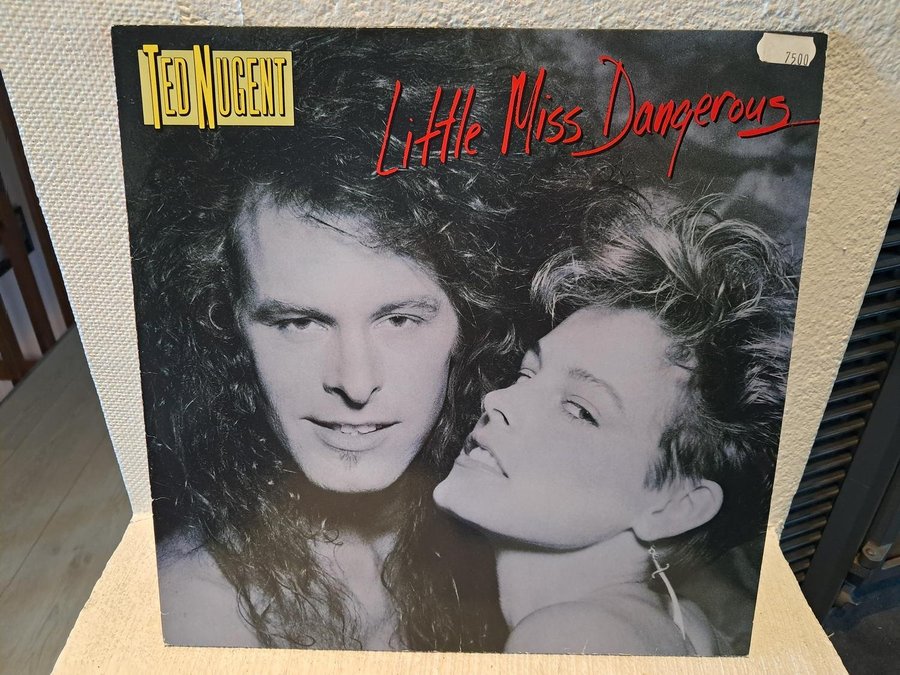 TED NUGENT
Little Miss Dangerous
7500